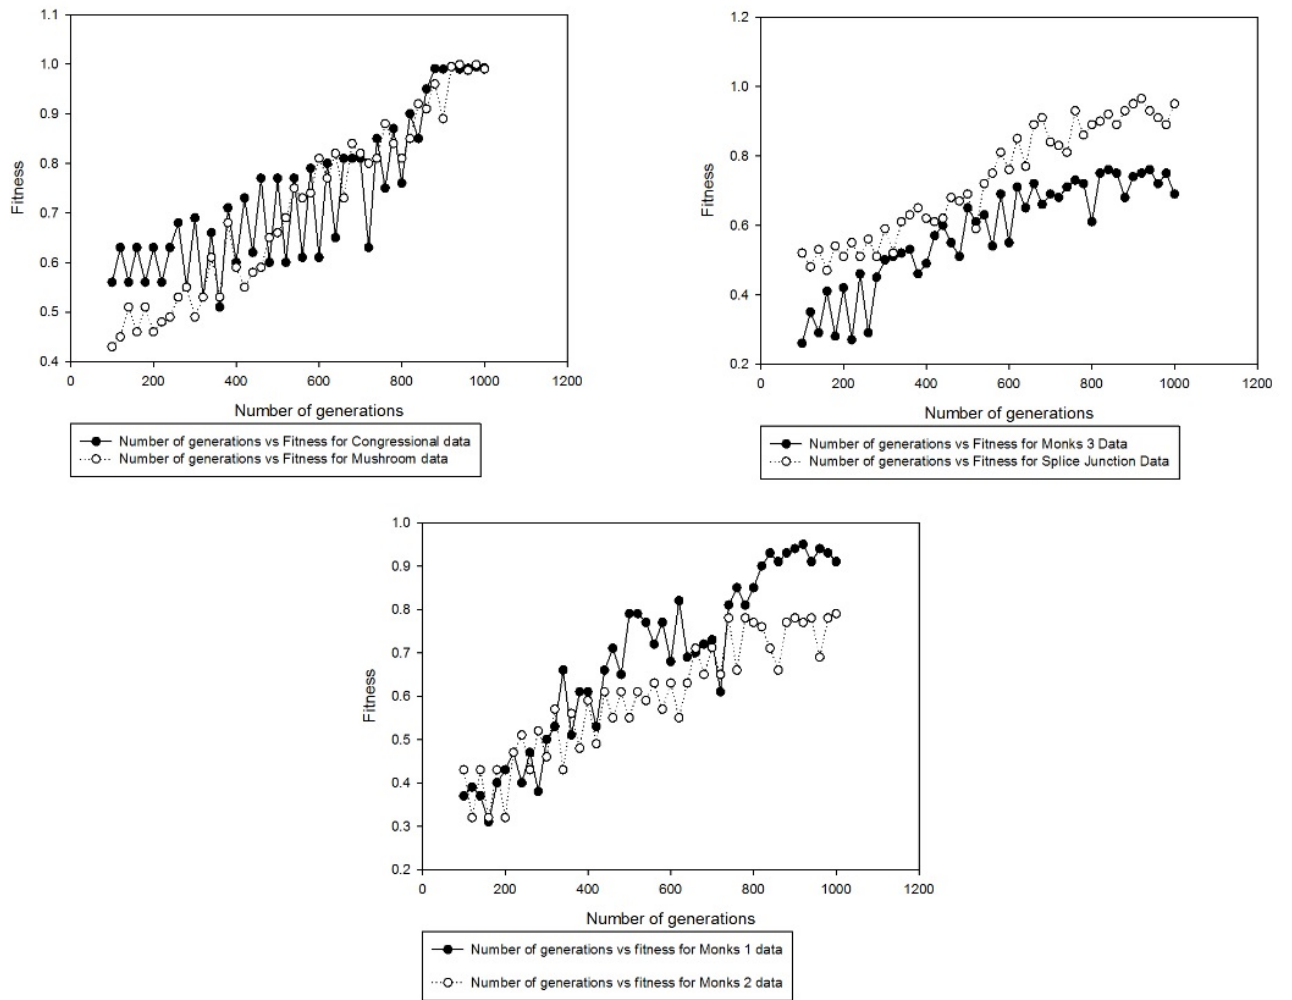 1.1
1.0
0.9
0.8
0.7
0.6
0.5
0.4
Fitness
0 200 400 600 800 1000 1200
Number of generations
Number of generations vs Fitness for Congressional data
Number of generations vs Fitness for Mushroom data
1.2
1.0
0.8
0.6
0.4
0.2
Fitness
0 200 400 600 800 1000 1200
Number of generations
Number of generations vs Fitness for Monks 3 Data
Number of generations vs Fitness for Splice Junction Data
1.0
0.9
0.8
0.7
0.6
0.5
0.4
0.3
0.2
Fitness
0 200 400 600 800 1000 1200
Number of generations
Number of generations vs fitness for Monks 1 data
Number of generations vs fitness for Monks 2 data